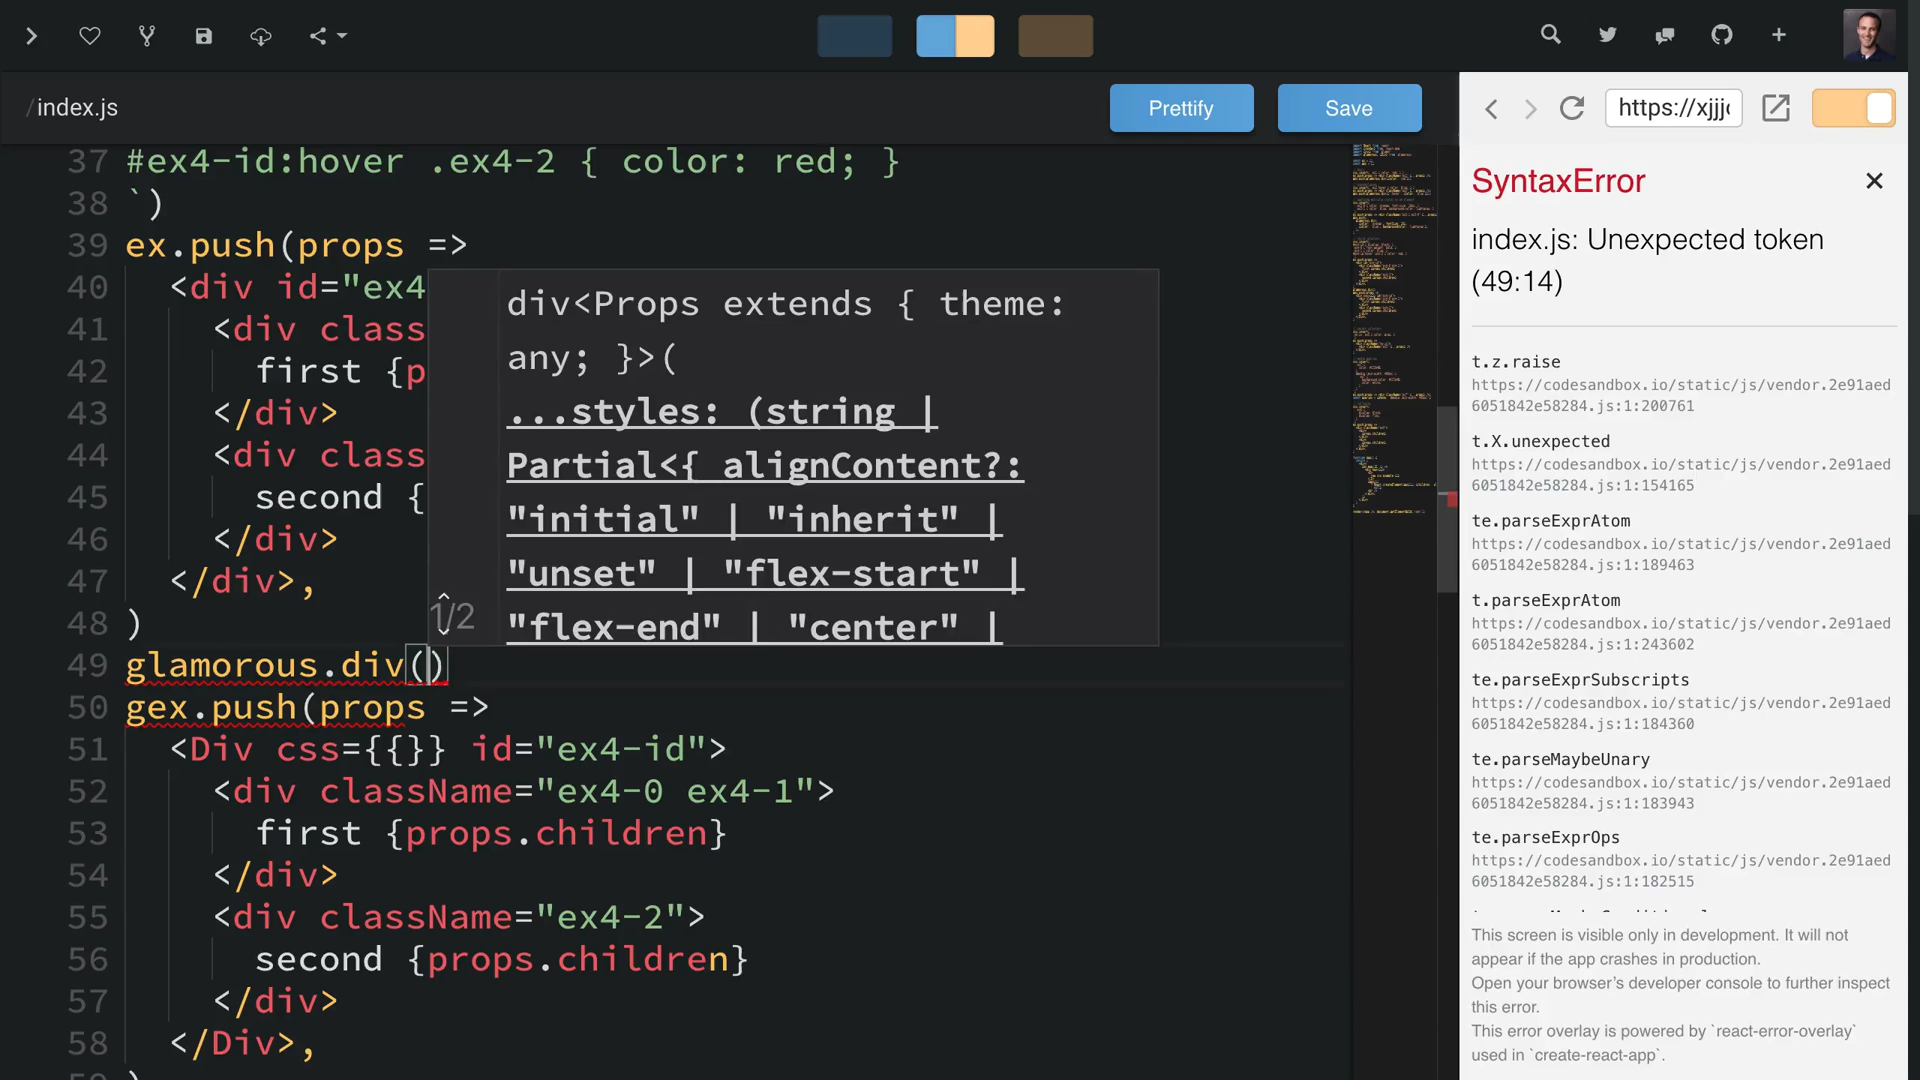 /index.js
Prettify
Save
https://xjjjc
37 #ex4-id:hover .ex4-2 { color: red; }
38 `)
39 ex.push(props =>
40 <div id="ex4
41 <div class
42 first {p
43 </div>
44 <div class
45 second {
46 </div>
47 </div>,
48 )
49 glamorous.div()
50 gex.push(props =>
51 <Div css={{}} id="ex4-id">
52 <div className="ex4-0 ex4-1">
53 first {props.children}
54 </div>
55 <div className="ex4-2">
56 second {props.children}
57 </div>
58 </Div>,
div<Props extends { theme:
any; }>(
...styles: (string |
Partial<{ alignContent?:
"initial" | "inherit" |
"unset" | "flex-start" |
"flex-end" | "center" |
1/2
SyntaxError
index.js: Unexpected token
(49:14)
t.z.raise
https://codesandbox.io/static/js/vendor.2e91aed
6051842e58284.js:1:200761
t.X.unexpected
https://codesandbox.io/static/js/vendor.2e91aed
6051842e58284.js:1:154165
te.parseExprAtom
https://codesandbox.io/static/js/vendor.2e91aed
6051842e58284.js:1:189463
t.parseExprAtom
https://codesandbox.io/static/js/vendor.2e91aed
6051842e58284.js:1:243602
te.parseExprSubscripts
https://codesandbox.io/static/js/vendor.2e91aed
6051842e58284.js:1:184360
te.parseMaybeUnary
https://codesandbox.io/static/js/vendor.2e91aed
6051842e58284.js:1:183943
te.parseExprOps
https://codesandbox.io/static/js/vendor.2e91aed
6051842e58284.js:1:182515
This screen is visible only in development. It will not
appear if the app crashes in production.
Open your browser’s developer console to further inspect
this error.
This error overlay is powered by `react-error-overlay`
used in `create-react-app`.